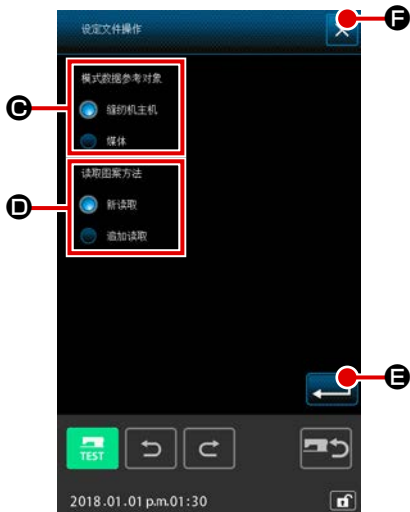 设定文件操作
F
模式数据参考对象
C
缝纫机主机
媒体
读取图案方法
D
新读取
追加读取
E
TEST
2018.01.01 p.m.01:30